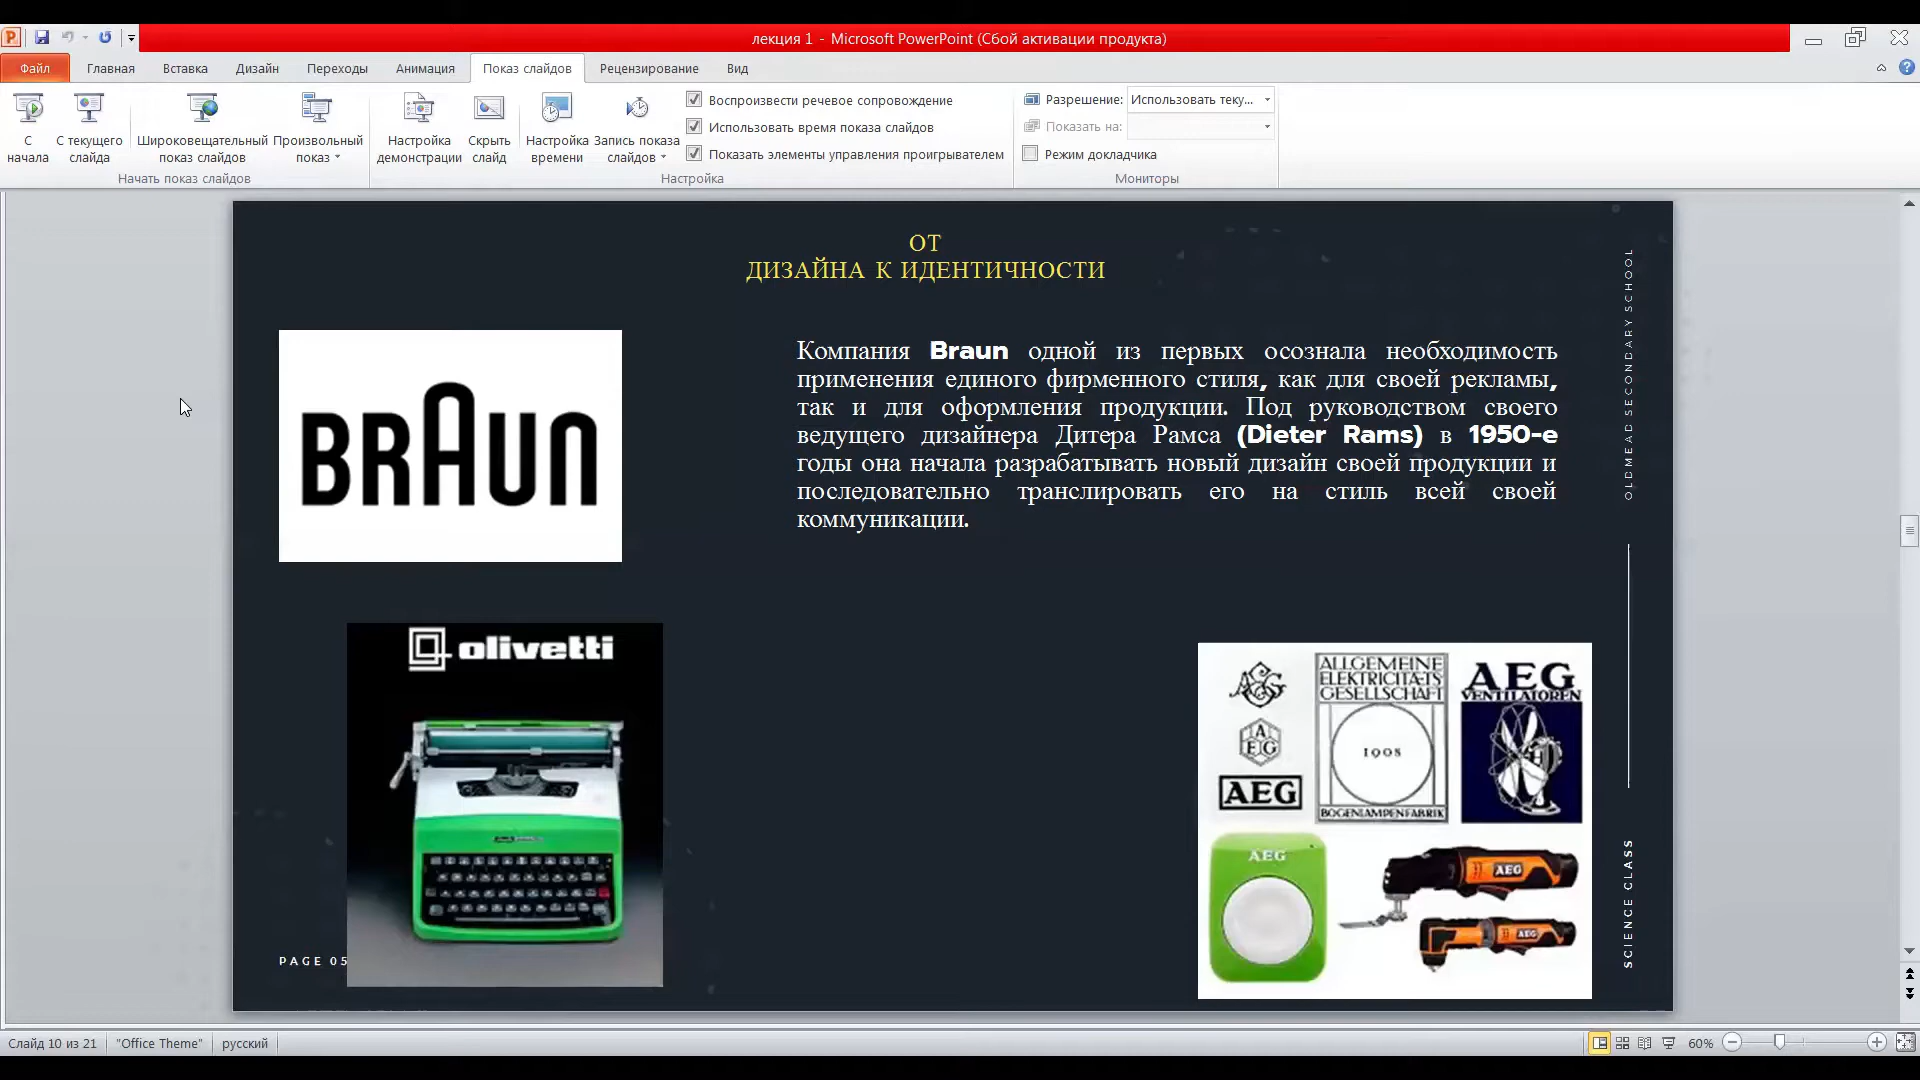 лекция 1 - Microsoft PowerPoint (Сбой активации продукта)
Файл Главная Вставка Дизайн Переходы Анимация Показ слайдов Рецензирование Вид
С начала
С текущего слайда
Широковещательный показ слайдов
Произвольный показ
Начать показ слайдов
Настройка демонстрации
Скрыть слайд
Настройка времени
Запись показа слайдов
Воспроизвести речевое сопровождение
Использовать время показа слайдов
Показать элементы управления проигрывателем
Настройка
Разрешение: Использовать теку...
Показать на:
Режим докладчика
Мониторы
ОТ
ДИЗАЙНА К ИДЕНТИЧНОСТИ
BRAUN
Компания Braun одной из первых осознала необходимость
применения единого фирменного стиля, как для своей рекламы,
так и для оформления продукции. Под руководством своего
ведущего дизайнера Дитера Рамса (Dieter Rams) в 1950-е
годы она начала разрабатывать новый дизайн своей продукции и
последовательно транслировать его на стиль всей своей
коммуникации.
OLDMEAD SECONDARY SCHOOL
SCIENCE CLASS
olivetti
PAGE 05
AEG
AEG
ALLGEMEINE
ELEKTRICITÆTS
GESELLSCHAFT
1908
BOGENLAMPENFABRIK
AEG
VENTILATOREN
AEG
AEG
AEG
Слайд 10 из 21 "Office Theme" русский 60%